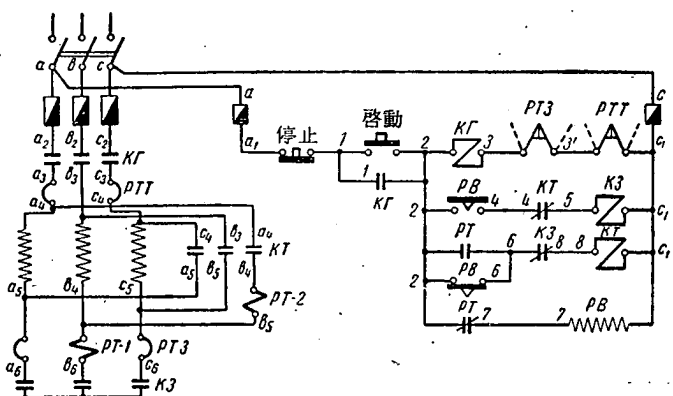 а в с
а с
a₂ в₂ c₂ a₁ 停止 1 啓動 2 КГ 3 РТЗ 3' РТТ c₁
КГ
a₃ в₃ c₃
РТТ КГ
a₄ c₄
a₄ 2 РВ 4 4 КТ 5 КЗ c₁
c₄ в₃ КТ
РТ 6 КЗ 8 8 КТ c₁
a₅ в₅ в₄
a₅ в₄ c₅ РТ-2 2 РВ 6
в₅ РТ 7 7 РВ
РТ-1 РТЗ
a₆ в₆ c₆ КЗ